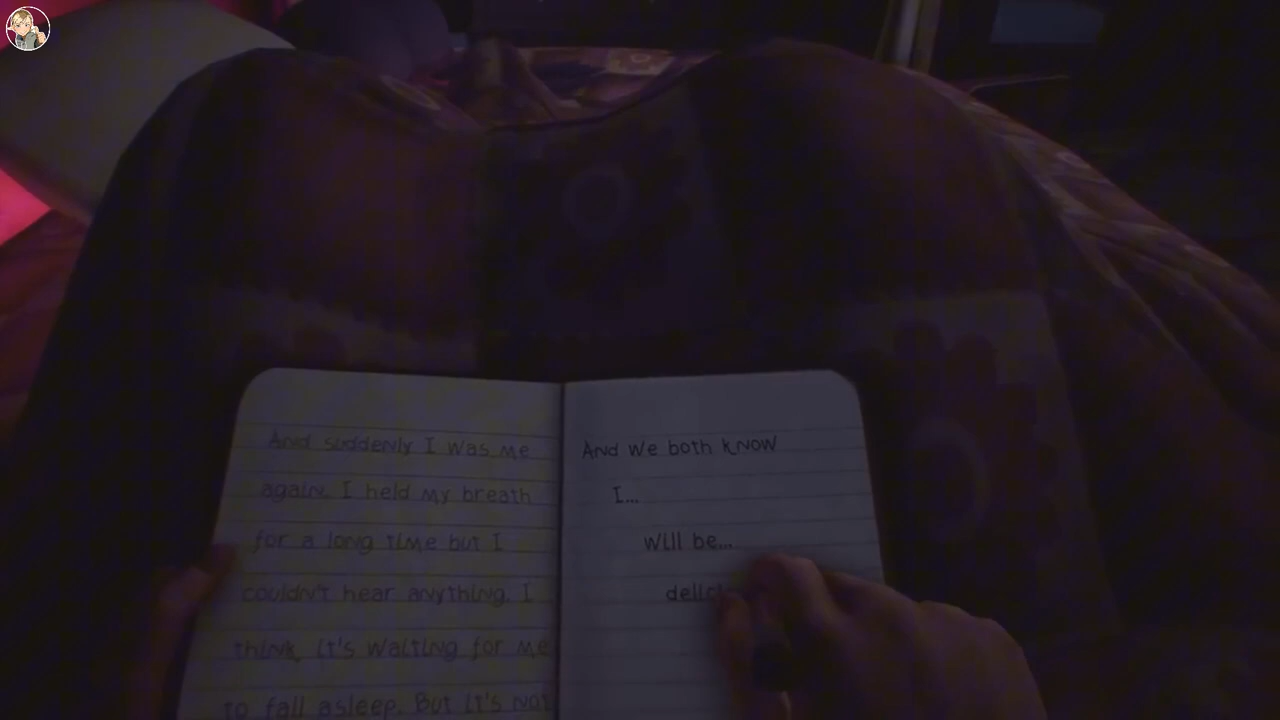 And suddenly I was me
again. I held my breath
for a long time but I
couldn't hear anything. I
think it's waiting for me
to fall asleep. But it's not
And we both know
I...
will be...